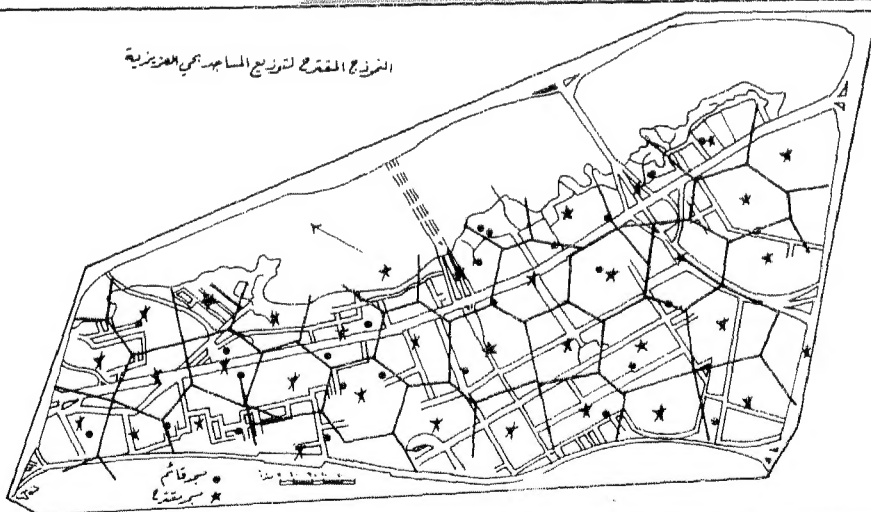 النموذج المقترح لتوزيع المساجد بحي العزيزية
مسجد قائم
مسجد مقترح